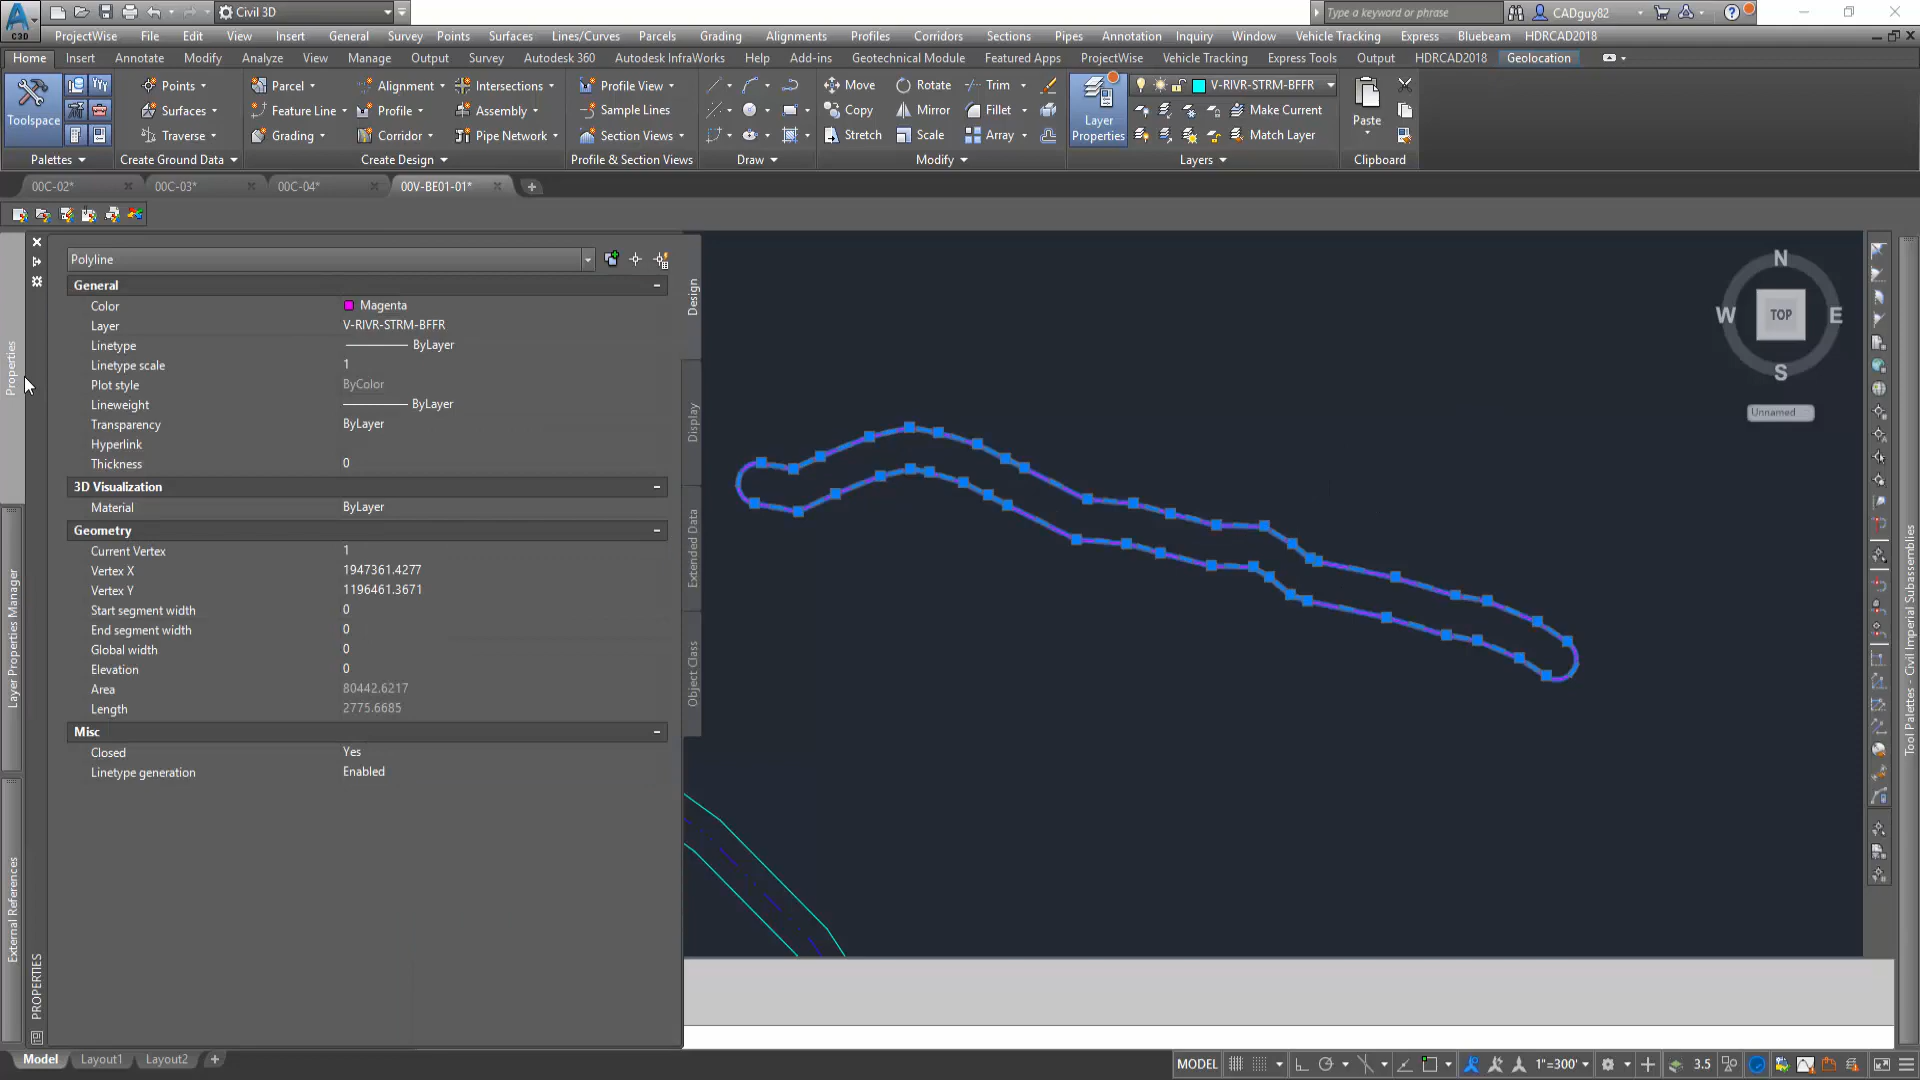 A C3D Civil 3D Type a keyword or phrase CADguy82
ProjectWise File Edit View Insert General Survey Points Surfaces Lines/Curves Parcels Grading Alignments Profiles Corridors Sections Pipes Annotation Inquiry Window Vehicle Tracking Express Bluebeam HDRCAD2018
Home Insert Annotate Modify Analyze View Manage Output Survey Autodesk 360 Autodesk InfraWorks Help Add-ins Geotechnical Module Featured Apps ProjectWise Vehicle Tracking Express Tools Output HDRCAD2018 Geolocation
Points Parcel Alignment Intersections Profile View Move Rotate Trim V-RIVR-STRM-BFFR
Toolspace Surfaces Feature Line Profile Assembly Sample Lines Copy Mirror Fillet Layer Properties Make Current Paste
Traverse Grading Corridor Pipe Network Section Views Stretch Scale Array Match Layer
Palettes Create Ground Data Create Design Profile & Section Views Draw Modify Layers Clipboard
00C-02* 00C-03* 00C-04* 00V-BE01-01*
Polyline
General
Color Magenta
Layer V-RIVR-STRM-BFFR
Linetype ByLayer
Linetype scale 1
Plot style ByColor
Lineweight ByLayer
Transparency ByLayer
Hyperlink
Thickness 0
3D Visualization
Material ByLayer
Geometry
Current Vertex 1
Vertex X 1947361.4277
Vertex Y 1196461.3671
Start segment width 0
End segment width 0
Global width 0
Elevation 0
Area 80442.6217
Length 2775.6685
Misc
Closed Yes
Linetype generation Enabled
Properties
Layer Properties Manager
External References
PROPERTIES
Design
Display
Extended Data
Object Class
N
W TOP E
S
Unnamed
Tool Palettes - Civil Imperial Subassemblies
Model Layout1 Layout2 MODEL 1"=300' 3.5